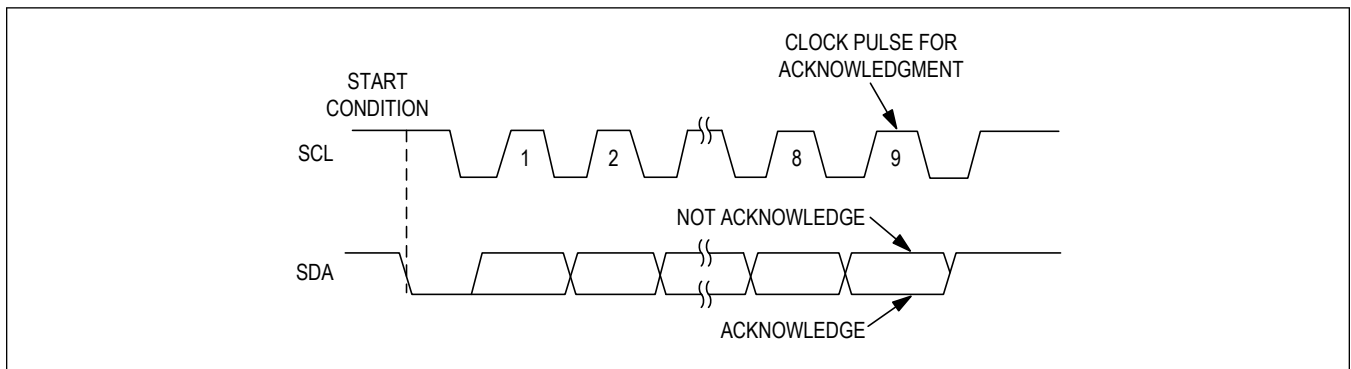 CLOCK PULSE FOR
ACKNOWLEDGMENT
START
CONDITION
SCL
1
2
8
9
NOT ACKNOWLEDGE
SDA
ACKNOWLEDGE